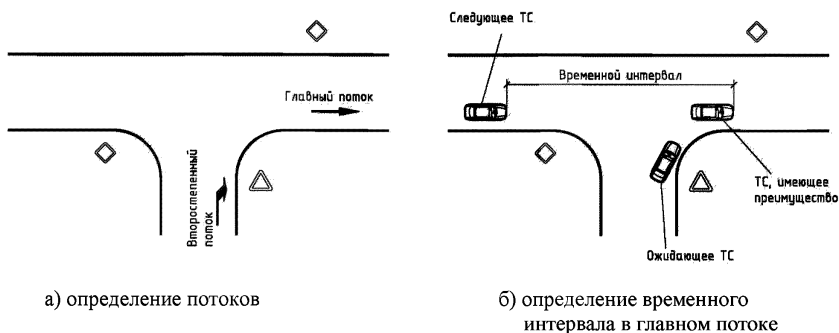 Главный поток
Второстепенный
поток
а) определение потоков
Следующее ТС
Временной интервал
ТС, имеющее
преимущество
Ожидающее ТС
б) определение временного
интервала в главном потоке